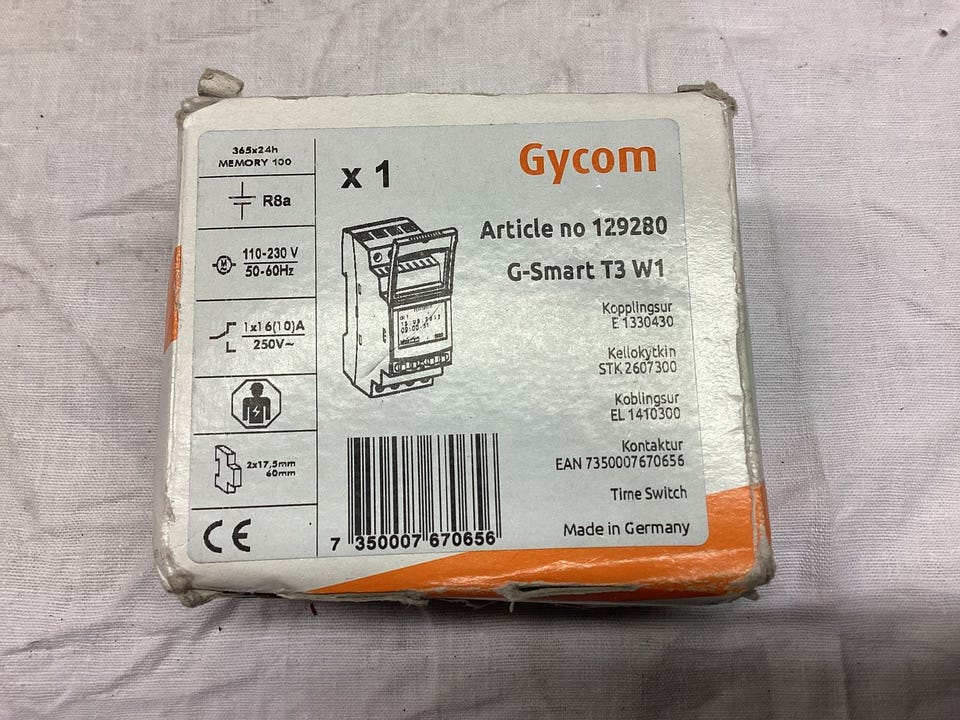 365x24h
MEMORY 100
R8a
M
110-230 V
50-60Hz
1x16(10)A
250V~
2x17,5mm
60mm
CE
x 1
Gycom
Article no 129280
G-Smart T3 W1
Kopplingsur
E 1330430
Kellokytkin
STK 2607300
Koblingsur
EL 1410300
Kontaktur
EAN 7350007670656
Time Switch
Made in Germany
7 350007 670656